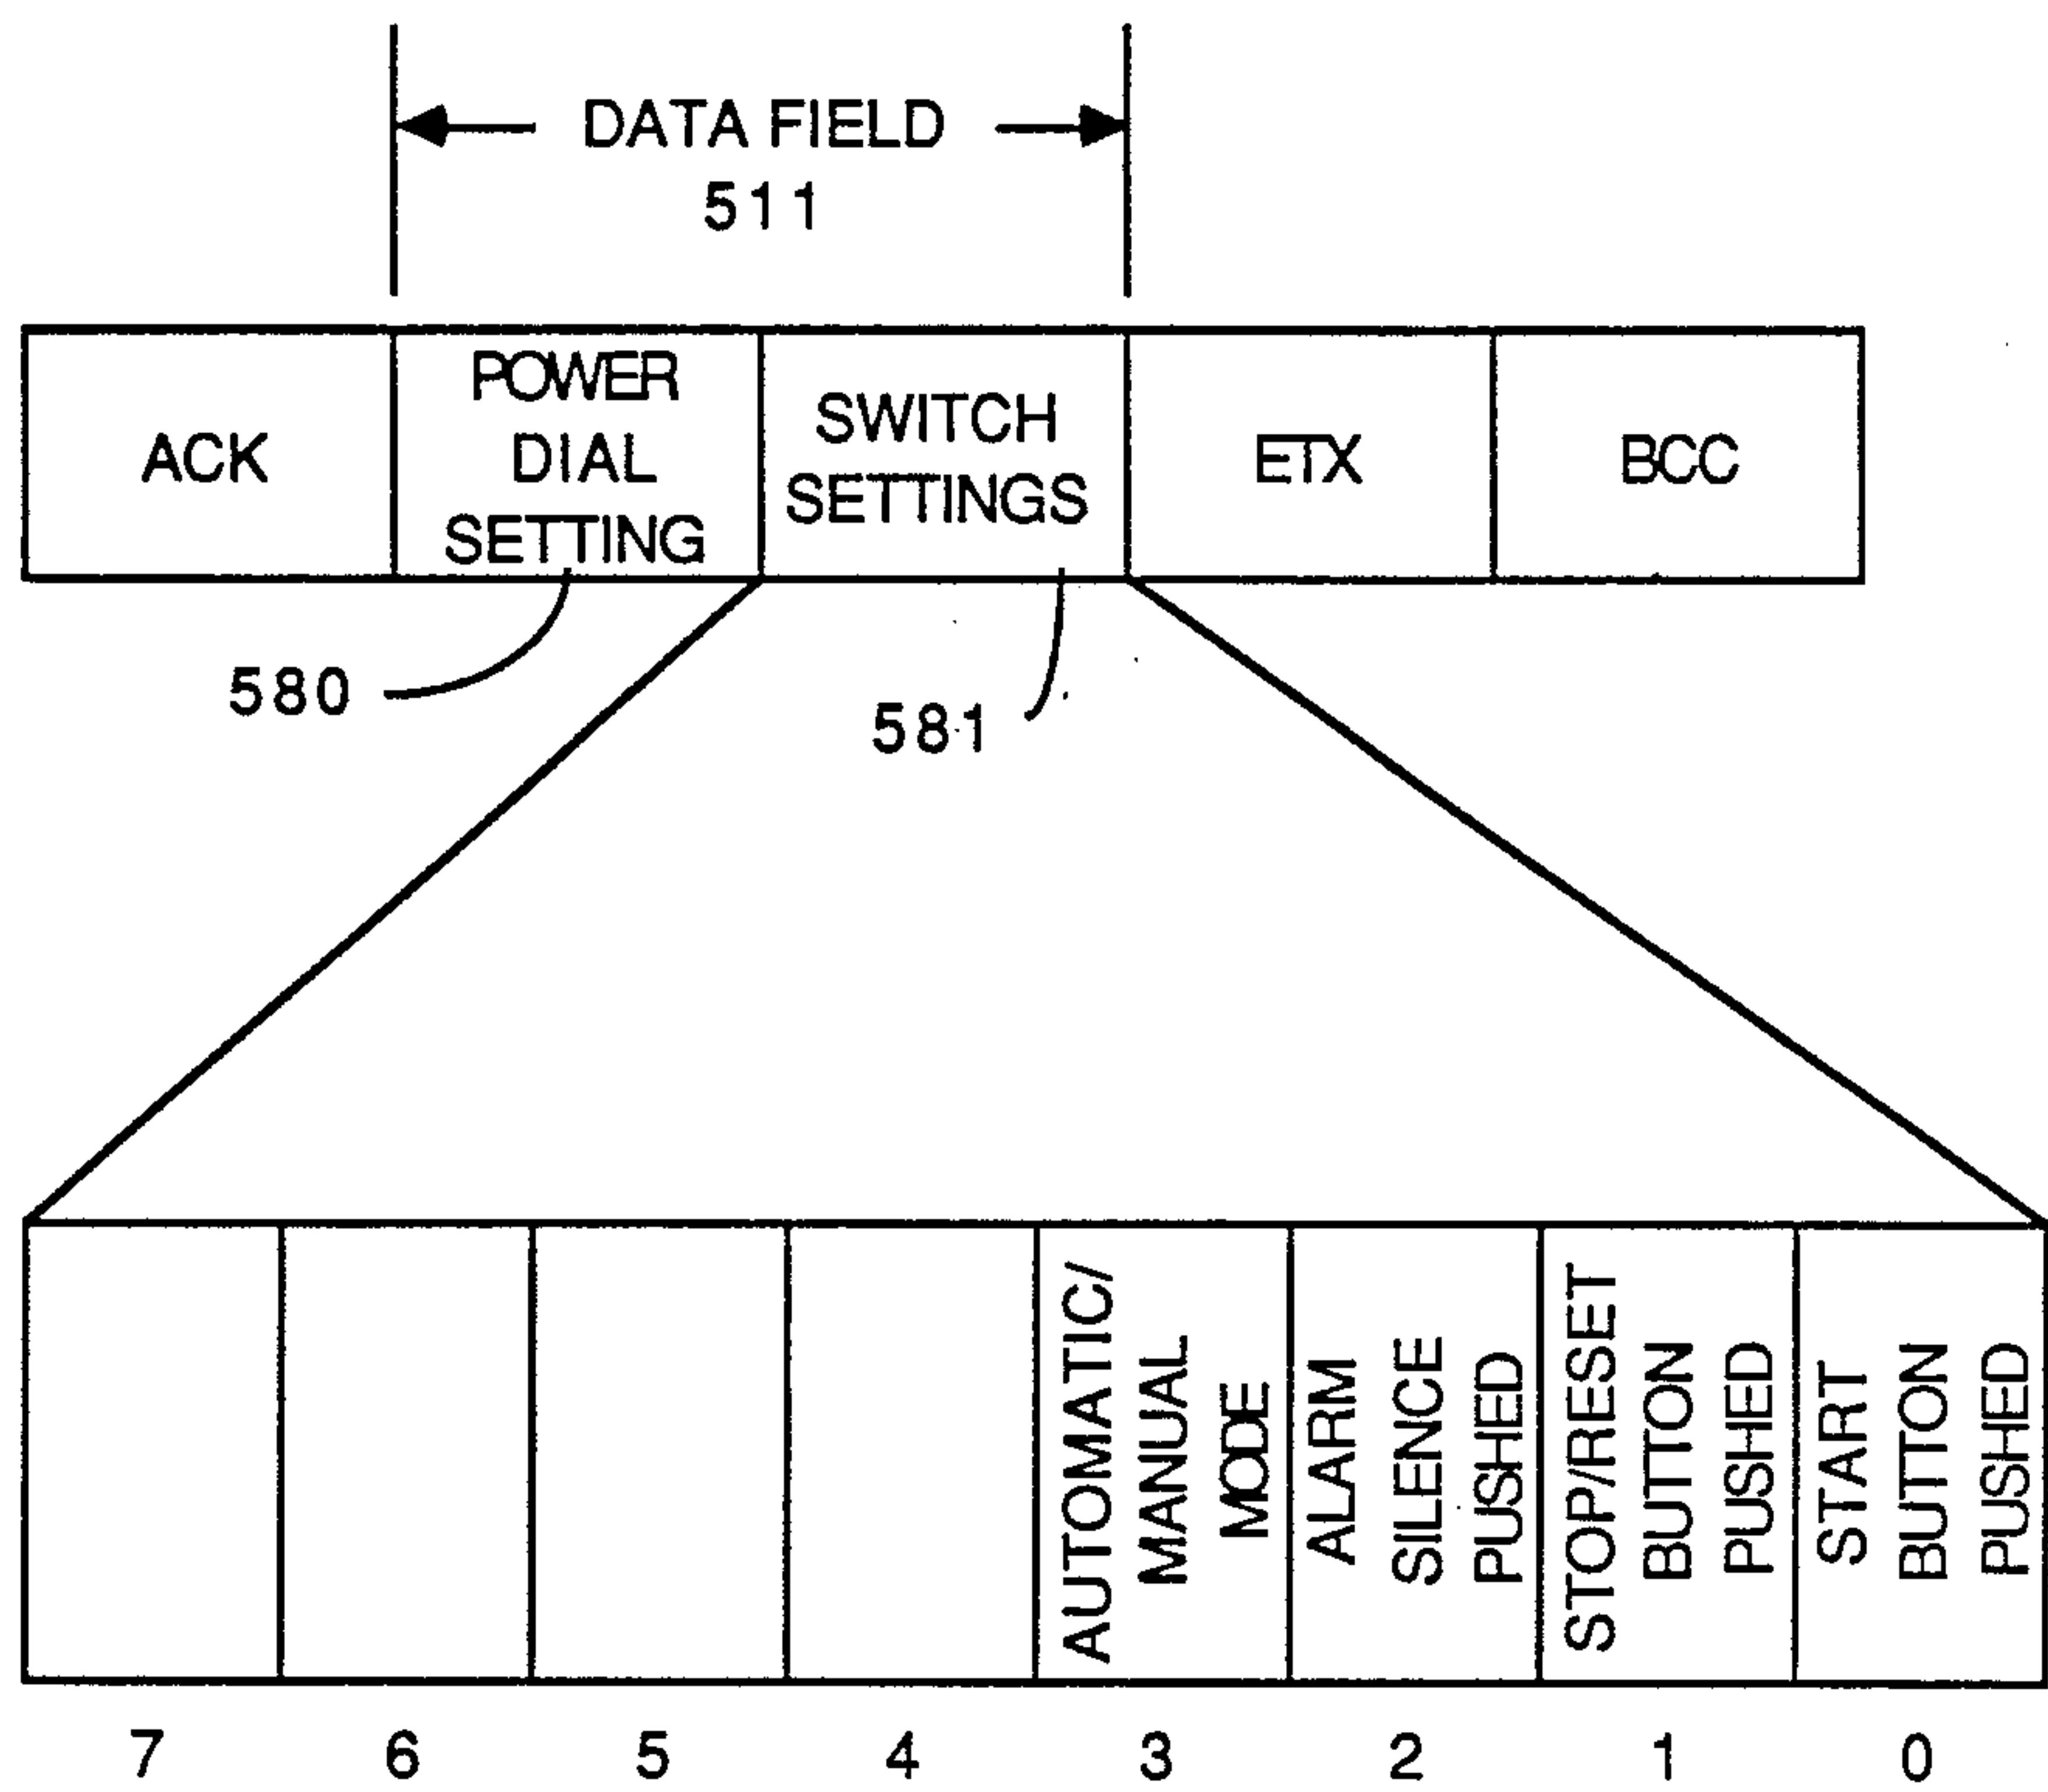 DATA FIELD
511
ACK
POWER
DIAL
SETTING
SWITCH
SETTINGS
ETX
BCC
580
581
AUTOMATIC/
MANUAL
MODE
ALARM
SILENCE
PUSHED
STOP/RESET
BUTTON
PUSHED
START
BUTTON
PUSHED
7 6 5 4 3 2 1 0